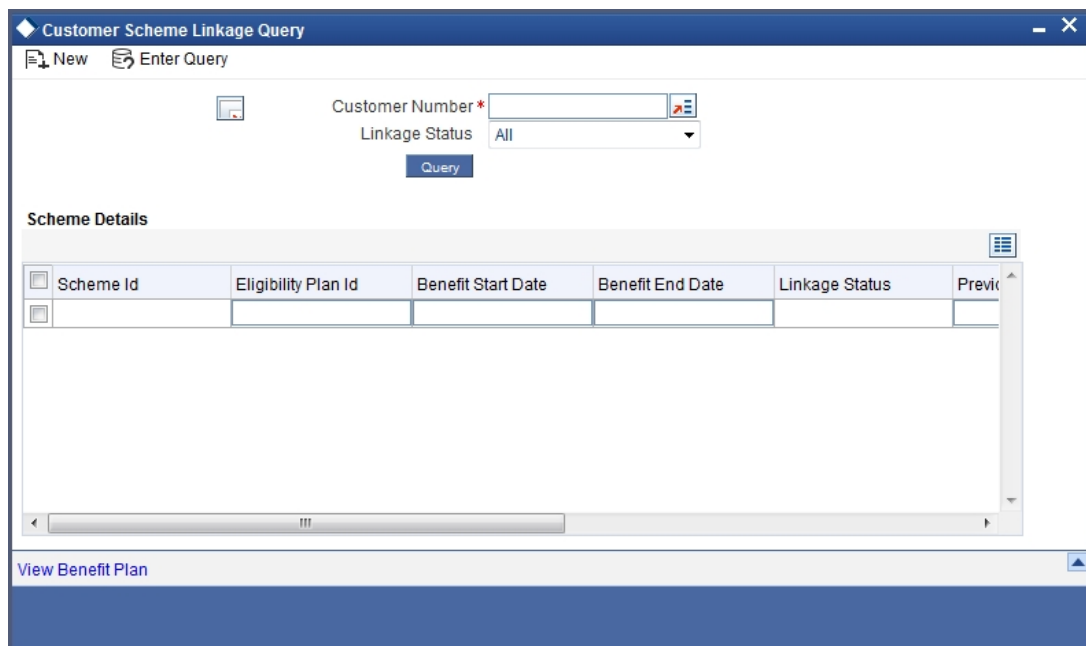 Customer Scheme Linkage Query
New Enter Query
Customer Number *
Linkage Status All
Query
Scheme Details
Scheme Id Eligibility Plan Id Benefit Start Date Benefit End Date Linkage Status Previo
View Benefit Plan